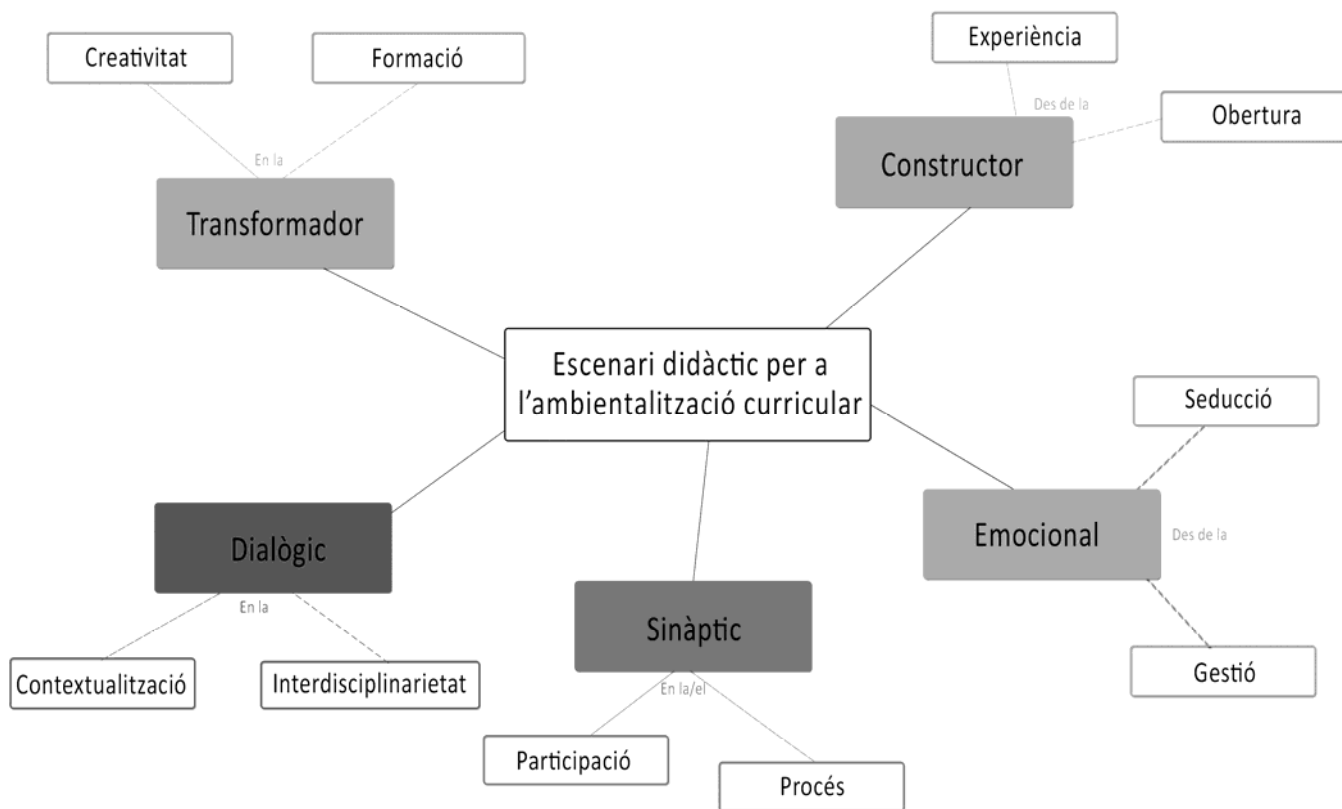 Creativitat
Formació
En la
Transformador
Experiència
Des de la
Obertura
Constructor
Escenari didàctic per a
l'ambientalització curricular
Seducció
Emocional
Des de la
Gestió
Dialògic
En la
Contextualització
Interdisciplinarietat
Sinàptic
En la/el
Participació
Procés